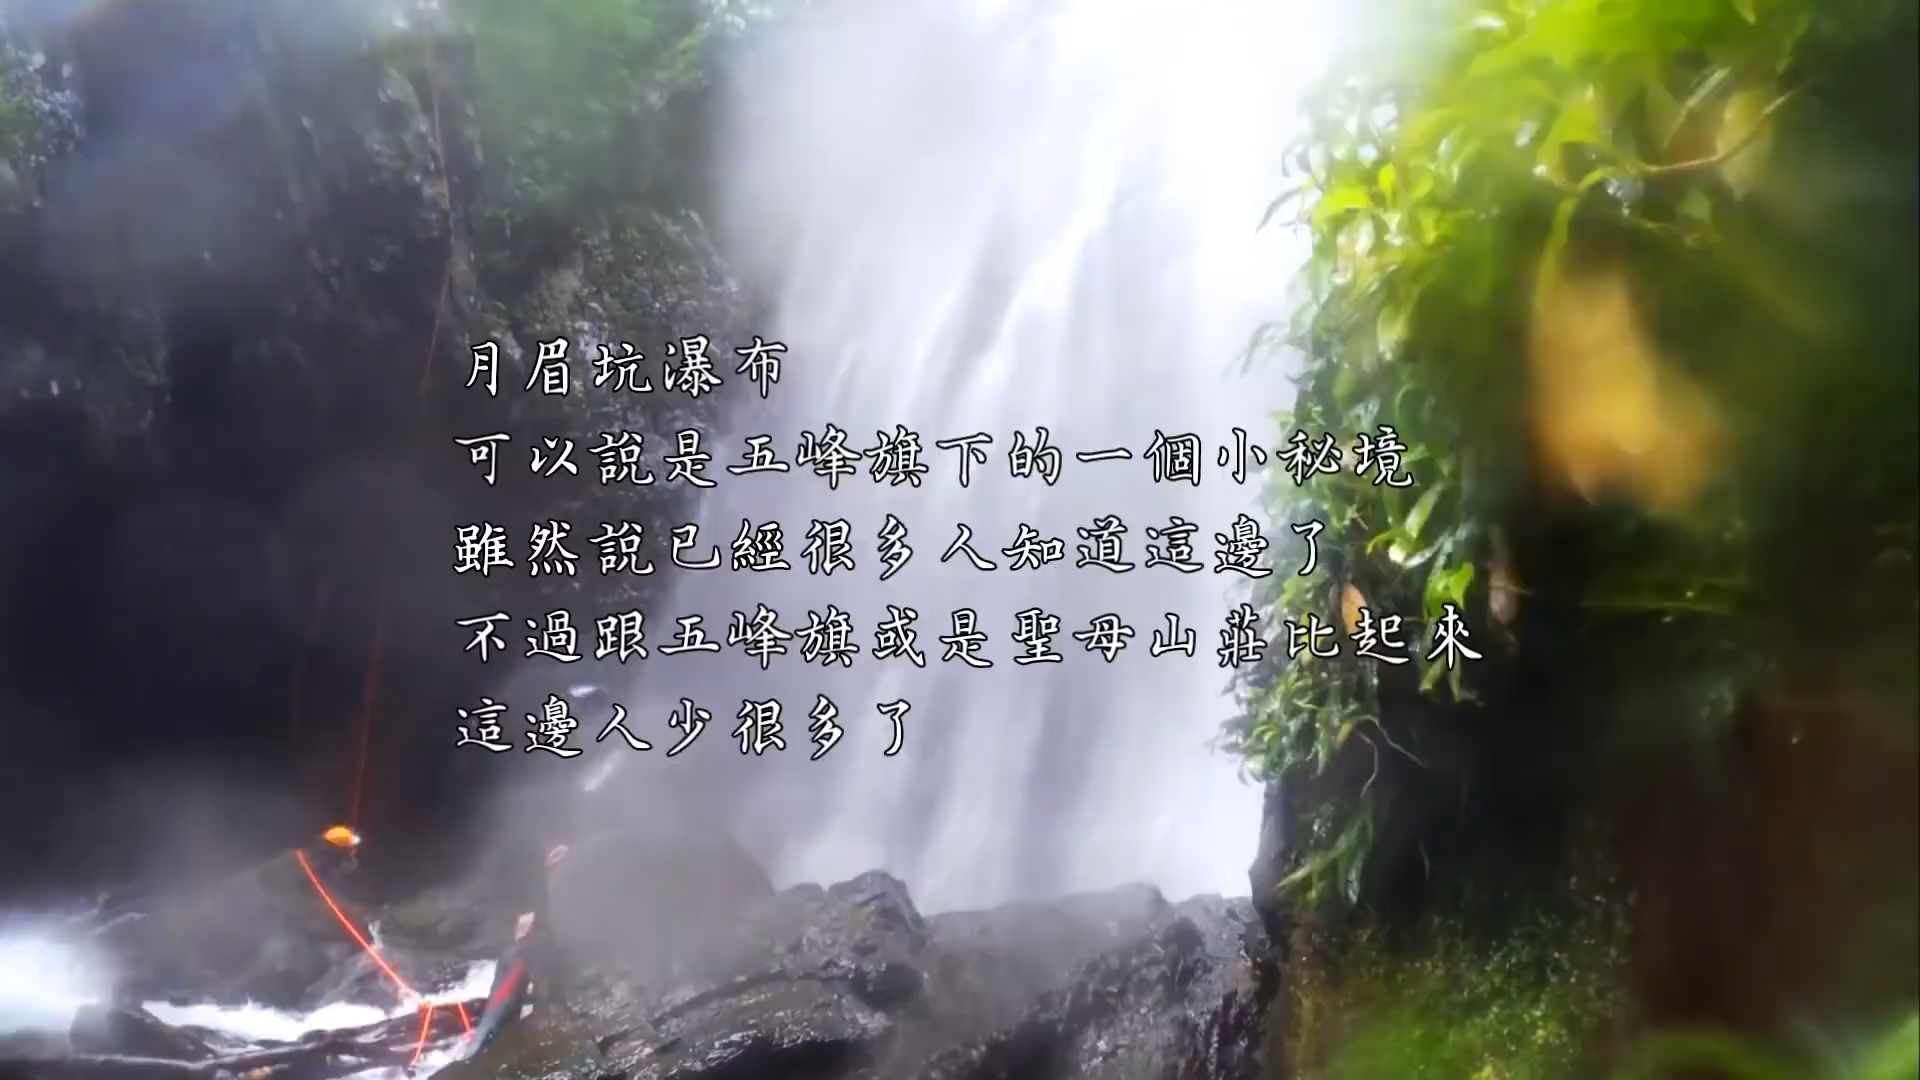 月眉坑瀑布
可以說是五峰旗下的一個小秘境
雖然說已經很多人知道這邊了
不過跟五峰旗或是聖母山莊比起來
這邊人少很多了